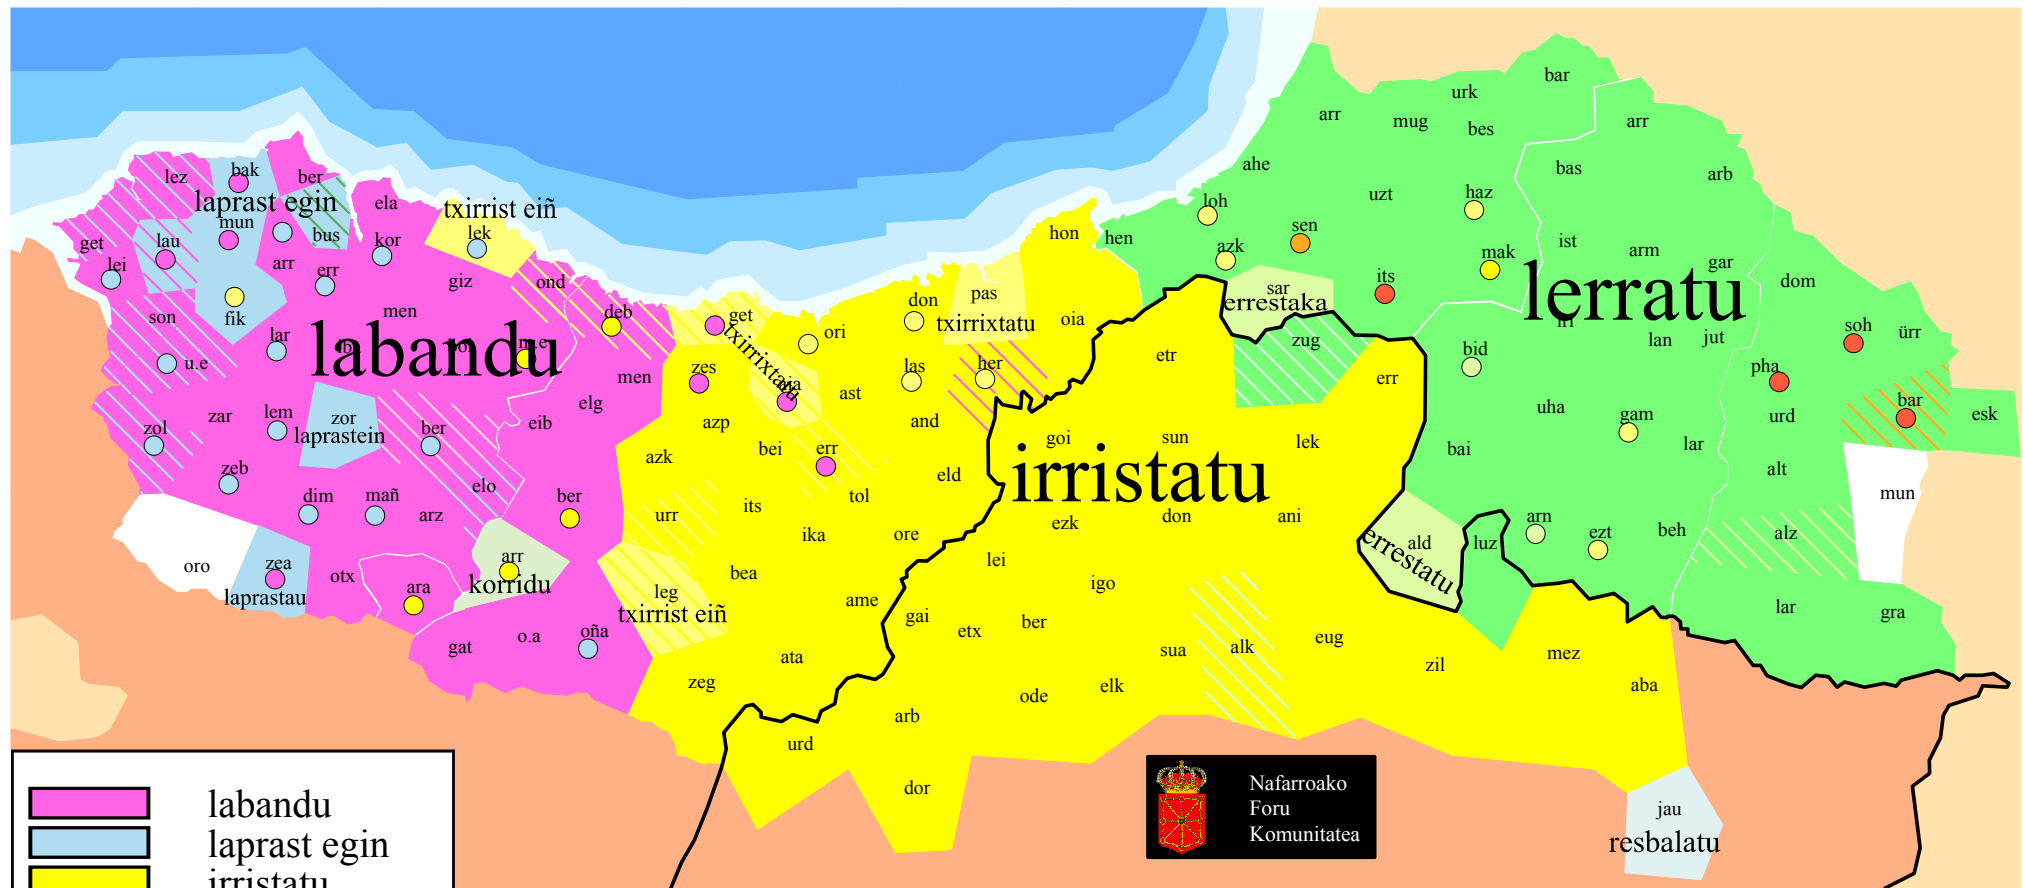 bar
urk
arr
mug
bes
arr
ahe
bas
arb
lez
bak
ber
laprast egin
ela
txirrist eiñ
uzt
haz
loh
mun
bus
kor
lek
hon
hen
azk
sen
ist
arm
gar
get
lau
arr
err
giz
ond
mak
lei
its
dom
lerratu
sar
errestaka
son
fik
men
deb
get
don
pas
txirrixtatu
oia
ori
lar
labandu
m.e
txirrixtatu
zug
lan
jut
soh
ürr
u.e
men
zes
las
her
etr
err
bid
pha
zol
zar
lem
zor
laprastein
ber
elg
eib
azp
ast
and
bei
err
goi
sun
lek
uha
gam
urd
bar
esk
bai
lar
zeb
azk
eld
irristatu
alt
dim
mañ
elo
arz
ber
urr
its
tol
ezk
don
ani
mun
ika
ore
ald
luz
arn
ezt
beh
alz
errestatu
oro
zea
laprastau
otx
ara
arr
korridu
leg
txirrist eiñ
bea
ame
lei
igo
gai
etx
ber
lar
gra
gat
o.a
oña
ata
sua
alk
eug
zil
mez
aba
zeg
ode
elk
arb
urd
dor
Nafarroako
Foru
Komunitatea
jau
resbalatu
labandu
laprast egin
irristatu